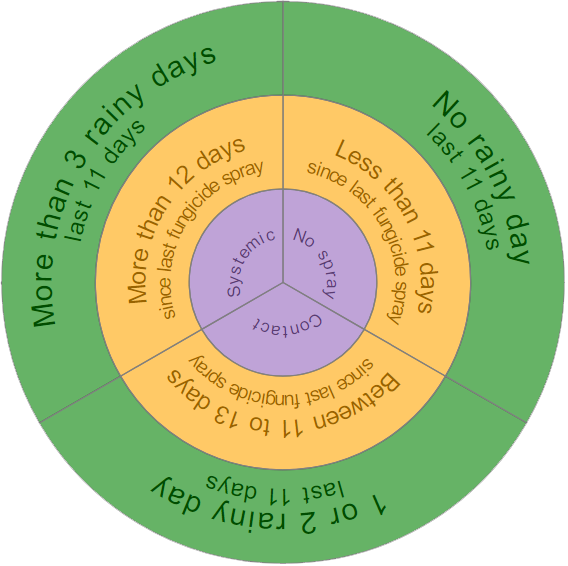 More than 3 rainy days
last 11 days
No rainy day
last 11 days
1 or 2 rainy day
last 11 days
More than 12 days
since last fungicide spray
Less than 11 days
since last fungicide spray
Between 11 to 13 days
since last fungicide spray
Systemic
No spray
Contact